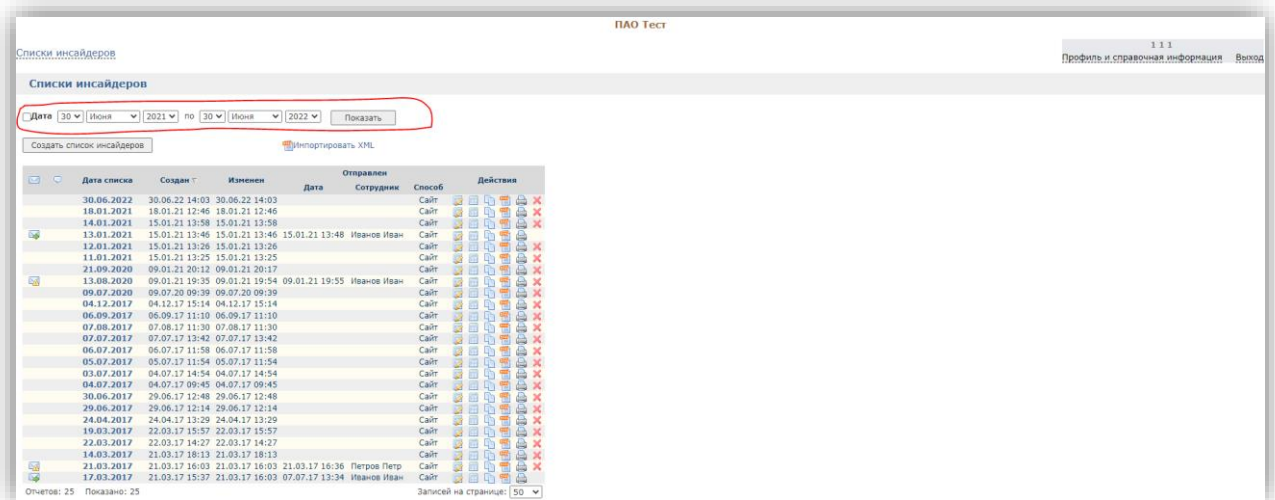 ПАО Тест
Списки инсайдеров
1 1 1
Профиль и справочная информация Выход
Списки инсайдеров
Дата 30 Июня 2021 по 30 Июня 2022 Показать
Создать список инсайдеров Импортировать XML
Отправлен
Дата списка Создан Изменен Действия
Дата Сотрудник Способ
30.06.2022 30.06.22 14:03 30.06.22 14:03 Сайт
18.01.2021 18.01.21 12:46 18.01.21 12:46 Сайт
14.01.2021 15.01.21 13:58 15.01.21 13:58 Сайт
13.01.2021 15.01.21 13:46 15.01.21 13:46 15.01.21 13:48 Иванов Иван Сайт
12.01.2021 15.01.21 13:26 15.01.21 13:26 Сайт
11.01.2021 15.01.21 13:25 15.01.21 13:25 Сайт
21.09.2020 09.01.21 20:12 09.01.21 20:17 Сайт
13.08.2020 09.01.21 19:35 09.01.21 19:54 09.01.21 19:55 Иванов Иван Сайт
09.07.2020 09.07.20 09:39 09.07.20 09:39 Сайт
04.12.2017 04.12.17 15:14 04.12.17 15:14 Сайт
06.09.2017 06.09.17 11:10 06.09.17 11:10 Сайт
07.08.2017 07.08.17 11:30 07.08.17 11:30 Сайт
07.07.2017 07.07.17 13:42 07.07.17 13:42 Сайт
06.07.2017 06.07.17 11:58 06.07.17 11:58 Сайт
05.07.2017 05.07.17 11:54 05.07.17 11:54 Сайт
03.07.2017 04.07.17 14:54 04.07.17 14:54 Сайт
04.07.2017 04.07.17 09:45 04.07.17 09:45 Сайт
30.06.2017 29.06.17 12:48 29.06.17 12:48 Сайт
29.06.2017 29.06.17 12:14 29.06.17 12:14 Сайт
24.04.2017 24.04.17 13:29 24.04.17 13:29 Сайт
19.03.2017 22.03.17 15:57 22.03.17 15:57 Сайт
22.03.2017 22.03.17 14:27 22.03.17 14:27 Сайт
14.03.2017 21.03.17 18:13 21.03.17 18:13 Сайт
21.03.2017 21.03.17 16:03 21.03.17 16:03 21.03.17 16:36 Петров Петр Сайт
17.03.2017 21.03.17 15:37 21.03.17 16:03 07.07.17 13:34 Иванов Иван Сайт
Отчетов: 25 Показано: 25 Записей на странице: 50